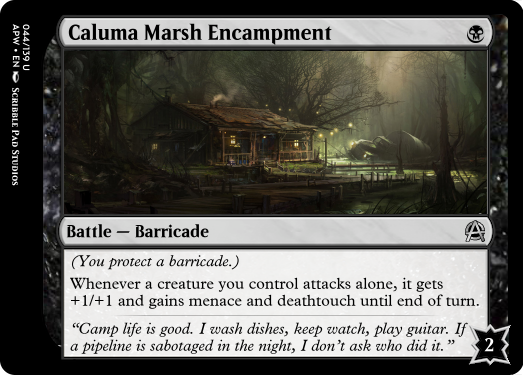 Caluma Marsh Encampment
Battle — Barricade
(You protect a barricade.)
Whenever a creature you control attacks alone, it gets
+1/+1 and gains menace and deathtouch until end of turn.
“Camp life is good. I wash dishes, keep watch, play guitar. If
a pipeline is sabotaged in the night, I don’t ask who did it.”
2
044/139 U
APW • EN Scribble Pad Studios